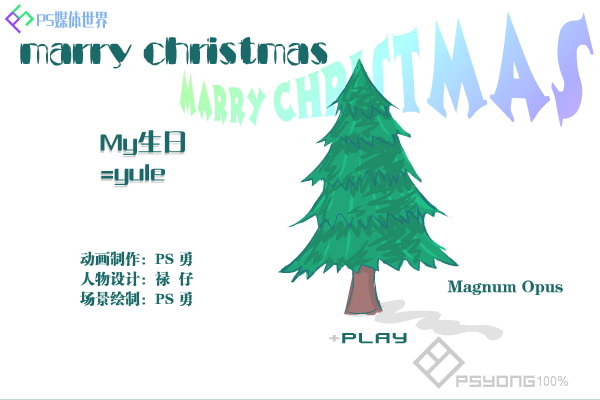 PS媒体世界
marry christmas
MARRY CHRISTMAS
My生日
=yule
动画制作：PS 勇
人物设计：禄 仔
场景绘制：PS 勇
Magnum Opus
+PLAY
PSYONG100%